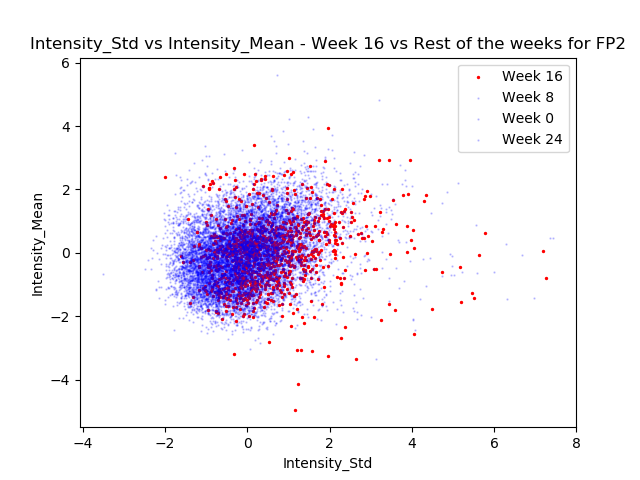 Intensity_Std vs Intensity_Mean - Week 16 vs Rest of the weeks for FP2
Week 16
Week 8
Week 0
Week 24
6
4
2
0
−2
−4
Intensity_Mean
−4 −2 0 2 4 6 8
Intensity_Std